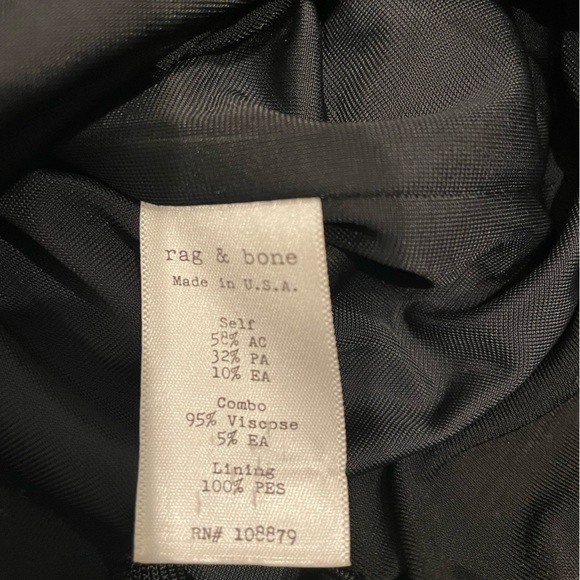 rag & bone
Made in U.S.A.
Self
58% AC
32% PA
10% EA
Combo
95% Viscose
5% EA
Lining
100% PES
RN# 108879